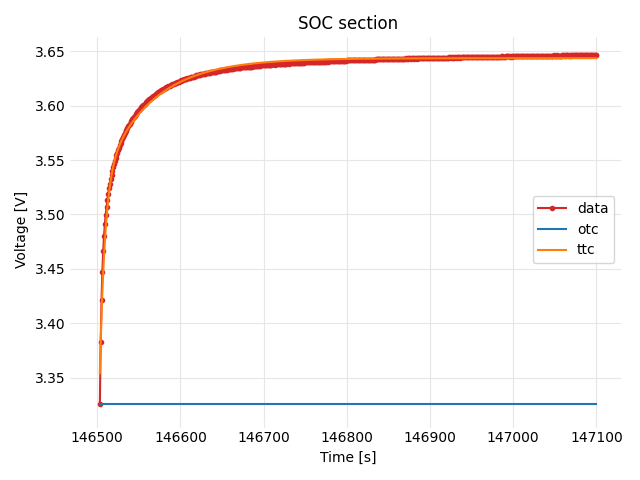 SOC section
Voltage [V]
3.65
3.60
3.55
3.50
3.45
3.40
3.35
data
otc
ttc
146500 146600 146700 146800 146900 147000 147100
Time [s]